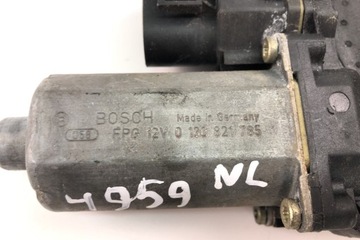 BOSCH Made in Germany
FPG 12V 0 130 821 785
4959 NL